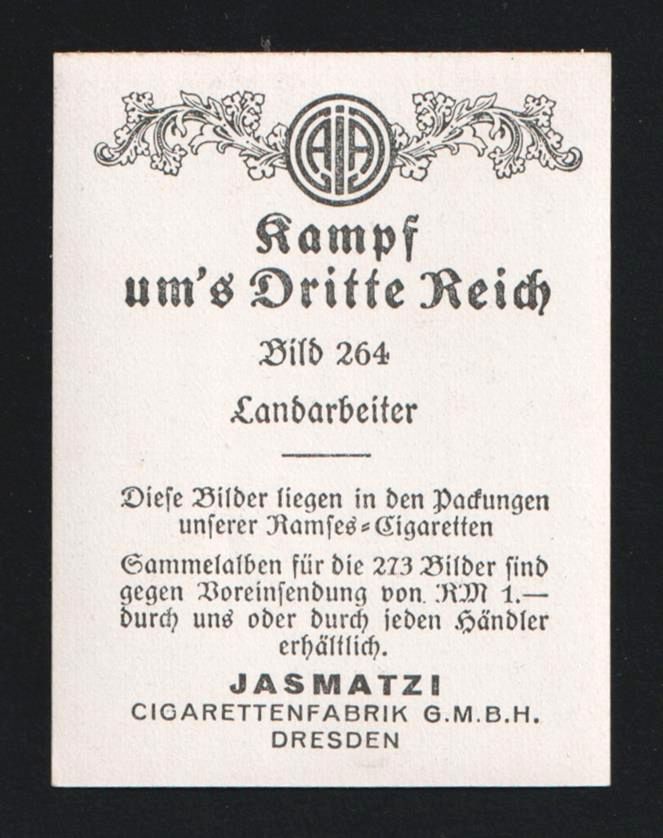 Kampf
um's Dritte Reich
Bild 264
Landarbeiter
Diese Bilder liegen in den Packungen
unserer Ramses=Cigaretten
Sammelalben für die 273 Bilder sind
gegen Voreinsendung von RM 1.—
durch uns oder durch jeden Händler
erhältlich.
JASMATZI
CIGARETTENFABRIK G.M.B.H.
DRESDEN